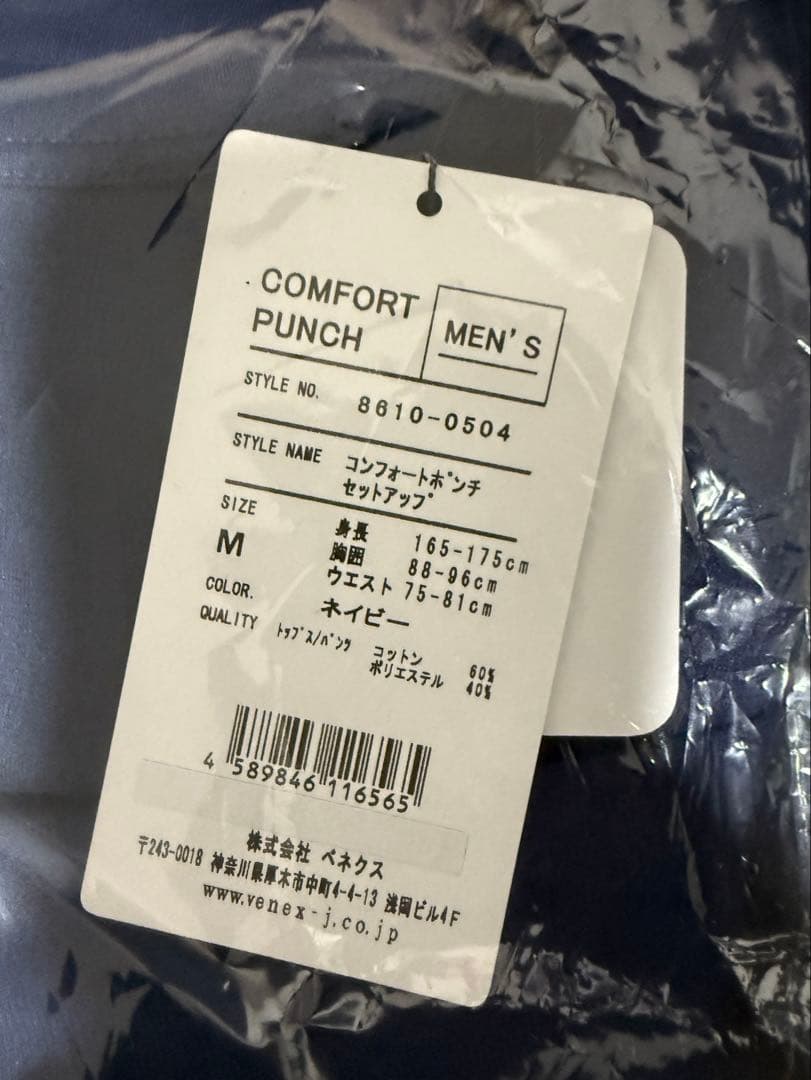 COMFORT
PUNCH
MEN'S
STYLE NO. 8610-0504
STYLE NAME コンフォートポンチ
セットアップ
SIZE
M
身長 165-175cm
胸囲 88-96cm
ウエスト 75-81cm
COLOR. ネイビー
QUALITY トップス/パンツ コットン 60%
ポリエステル 40%
4 589846 116565
株式会社 ベネクス
〒243-0018 神奈川県厚木市中町4-4-13 浅岡ビル4F
www.venex-j.co.jp